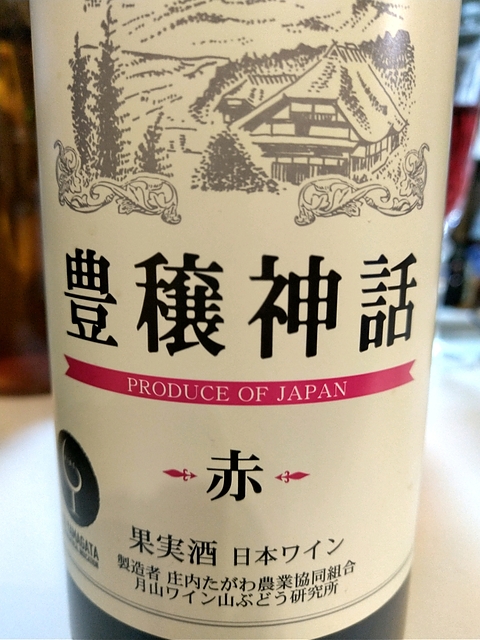 豊穣神話
PRODUCE OF JAPAN
赤
果実酒 日本ワイン
製造者 庄内たがわ農業協同組合
月山ワイン山ぶどう研究所